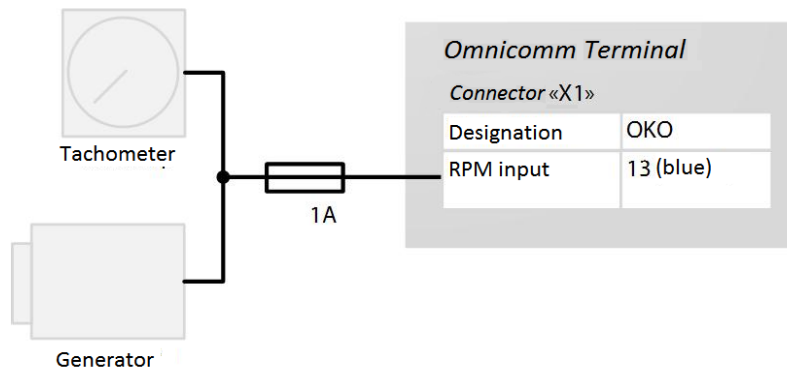 Omnicomm Terminal
Connector «X1»
Designation OKO
RPM input 13 (blue)
Tachometer
1A
Generator